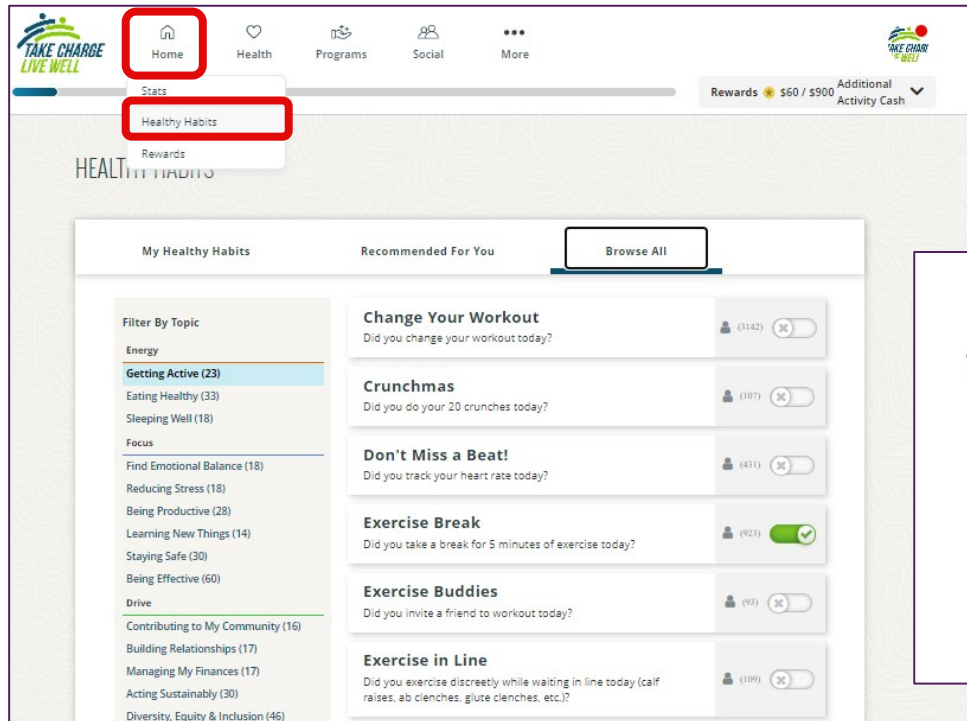 TAKE CHARGE
LIVE WELL
Home
Health
Programs
Social
More
Stats
Healthy Habits
Rewards
Rewards $60 / $900 Additional
Activity Cash
HEALTHY HABITS
My Healthy Habits
Recommended For You
Browse All
Filter By Topic
Energy
Getting Active (23)
Eating Healthy (33)
Sleeping Well (18)
Focus
Find Emotional Balance (18)
Reducing Stress (18)
Being Productive (28)
Learning New Things (14)
Staying Safe (30)
Being Effective (60)
Drive
Contributing to My Community (16)
Building Relationships (17)
Managing My Finances (17)
Acting Sustainably (30)
Diversity, Equity & Inclusion (46)
Change Your Workout
Did you change your workout today?
(3142)
Crunchmas
Did you do your 20 crunches today?
(107)
Don't Miss a Beat!
Did you track your heart rate today?
(431)
Exercise Break
Did you take a break for 5 minutes of exercise today?
(923)
Exercise Buddies
Did you invite a friend to workout today?
(93)
Exercise in Line
Did you exercise discreetly while waiting in line today (calf
raises, ab clenches, glute clenches, etc.)?
(109)